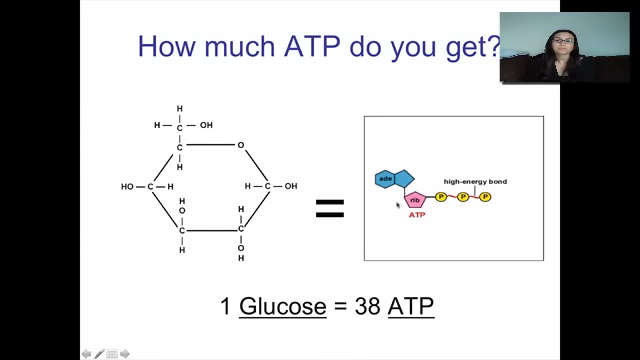 How much ATP do you get?
H
H — C — OH
C
O
H
HO — C — H
H — C — OH
H
O
C
H
H
C
O
H
=
ade
high-energy bond
rib
P
P
P
ATP
1 Glucose = 38 ATP